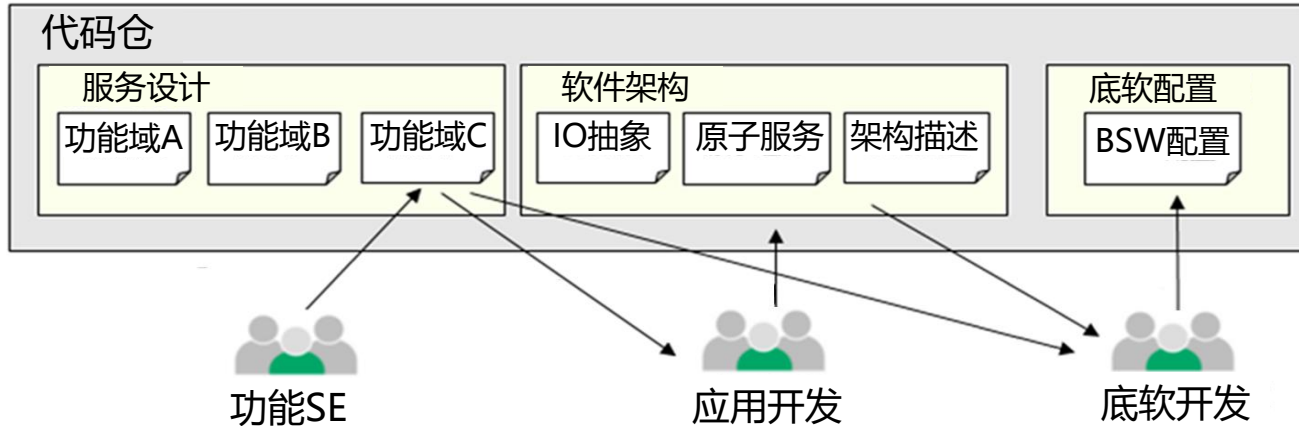 代码仓
服务设计
软件架构
底软配置
功能域A
功能域B
功能域C
IO抽象
原子服务
架构描述
BSW配置
功能SE
应用开发
底软开发